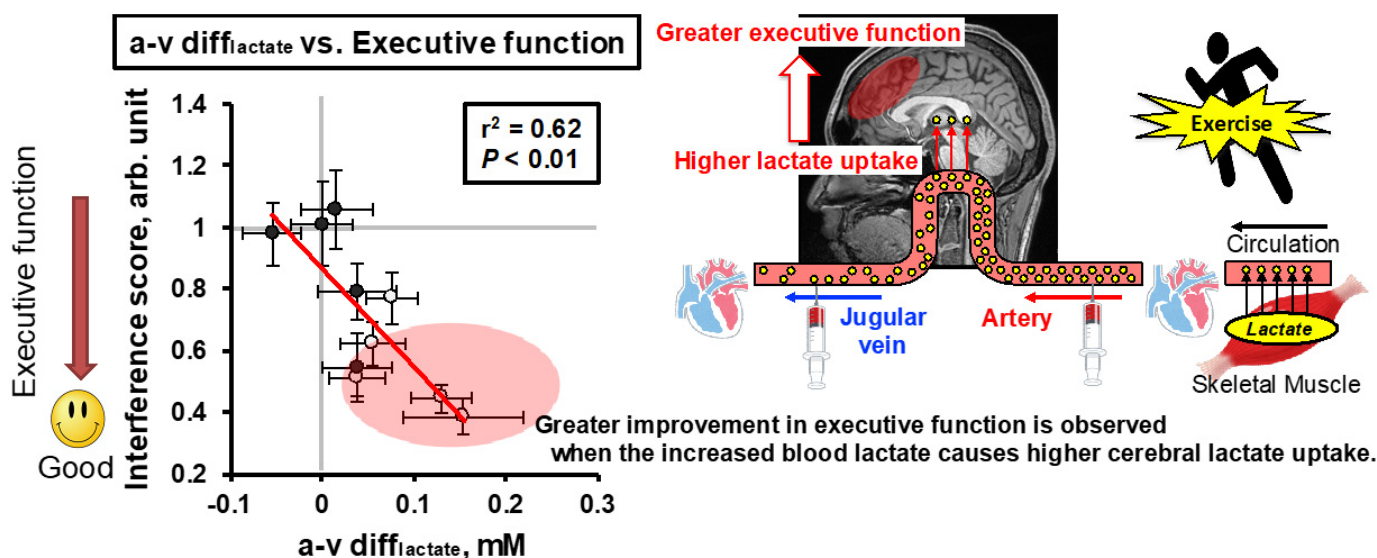 a-v diff lactate vs. Executive function
Executive function
Good
Interference score, arb. unit
1.4
1.2
1
0.8
0.6
0.4
0.2
-0.1
0
0.1
0.2
0.3
a-v diff lactate, mM
r² = 0.62
P < 0.01
Greater executive function
Higher lactate uptake
Jugular
vein
Artery
Exercise
Circulation
Lactate
Skeletal Muscle
Greater improvement in executive function is observed
when the increased blood lactate causes higher cerebral lactate uptake.